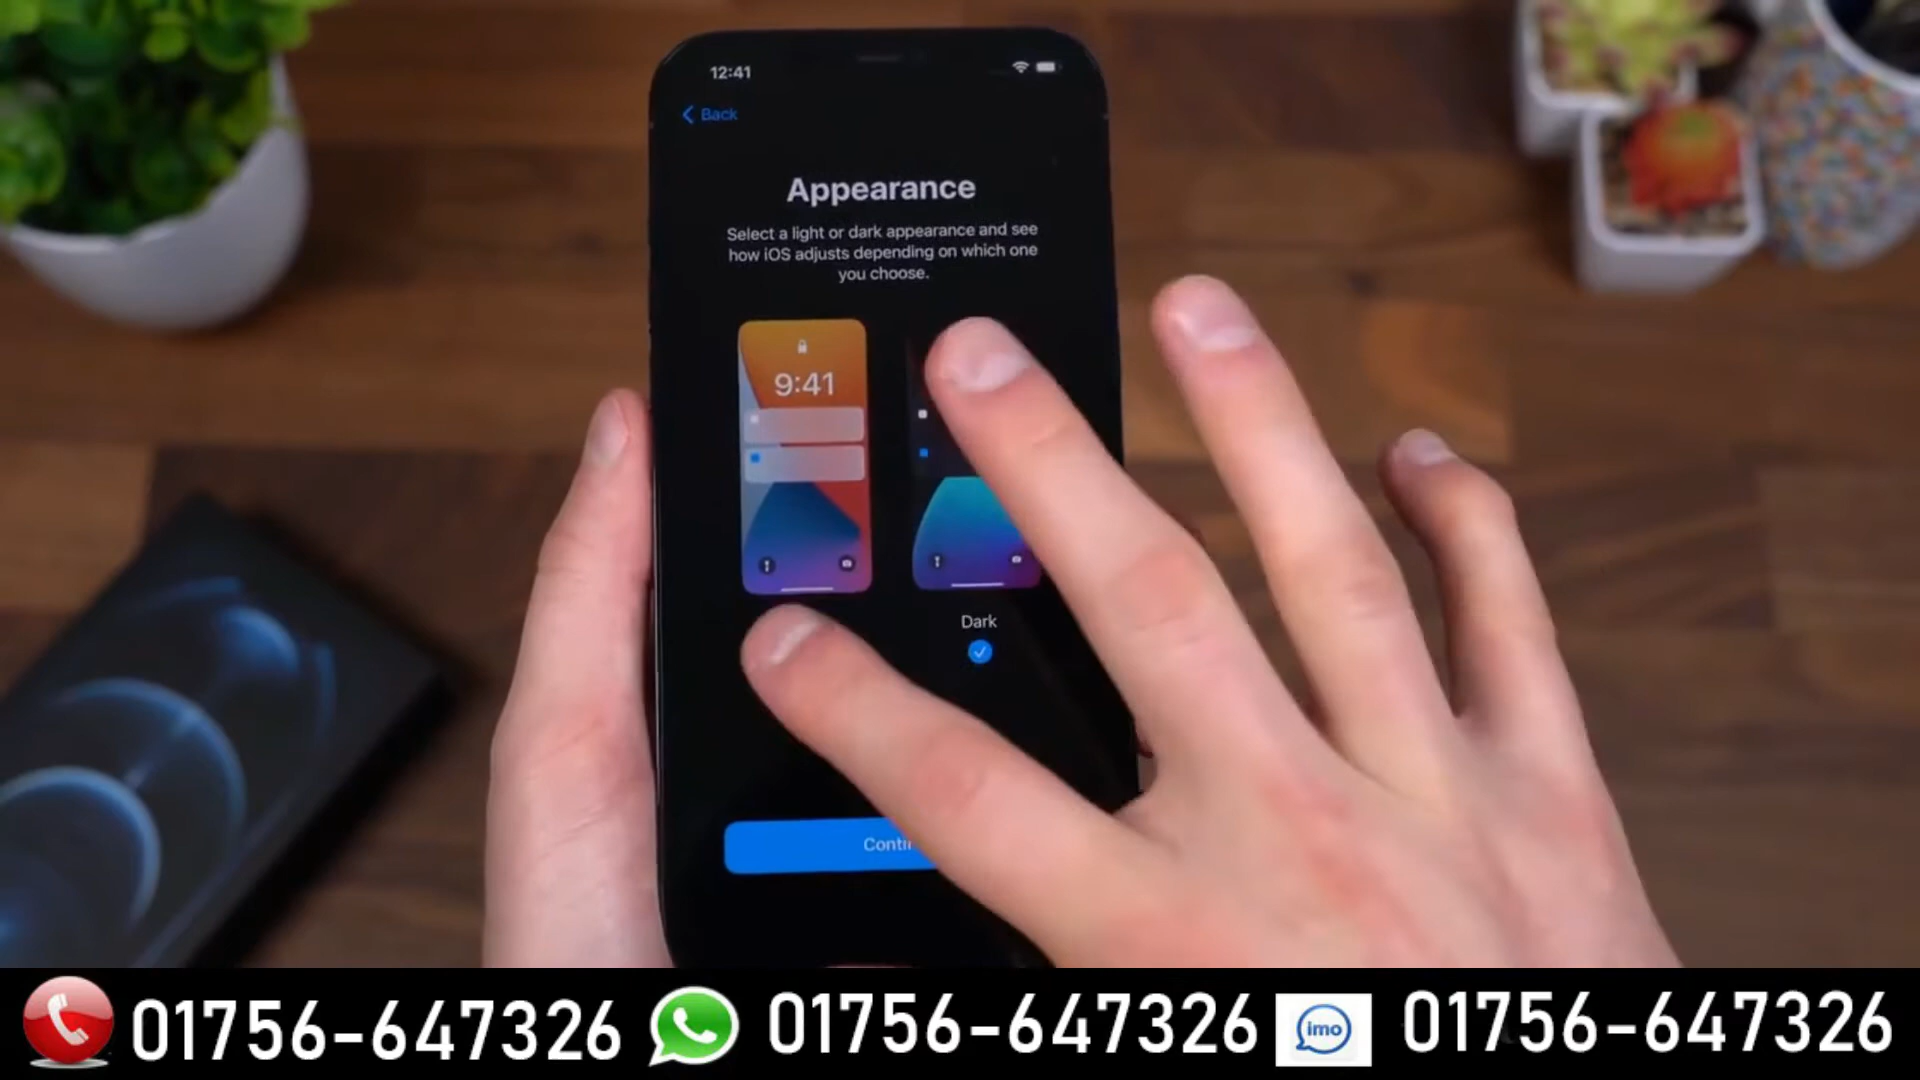 12:41
Back
Appearance
Select a light or dark appearance and see
how iOS adjusts depending on which one
you choose.
9:41
Dark
Contin
01756-647326 01756-647326 imo 01756-647326